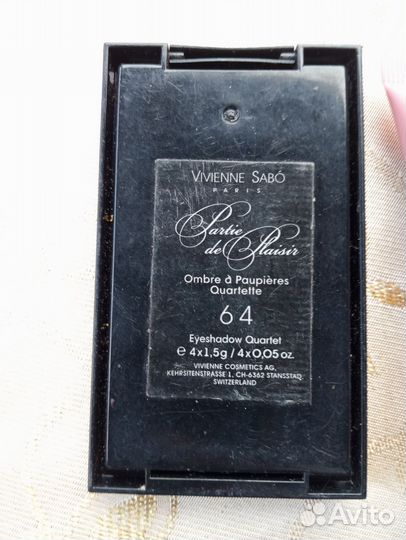 VIVIENNE SABÓ
PARIS
Partie
de Plaisir
Ombre à Paupières
Quartette
64
Eyeshadow Quartet
℮ 4x1,5g / 4x0,05 oz.
VIVIENNE COSMETICS AG,
KEHRSITENSTRASSE 1, CH-6362 STANSSTAD,
SWITZERLAND
Avito